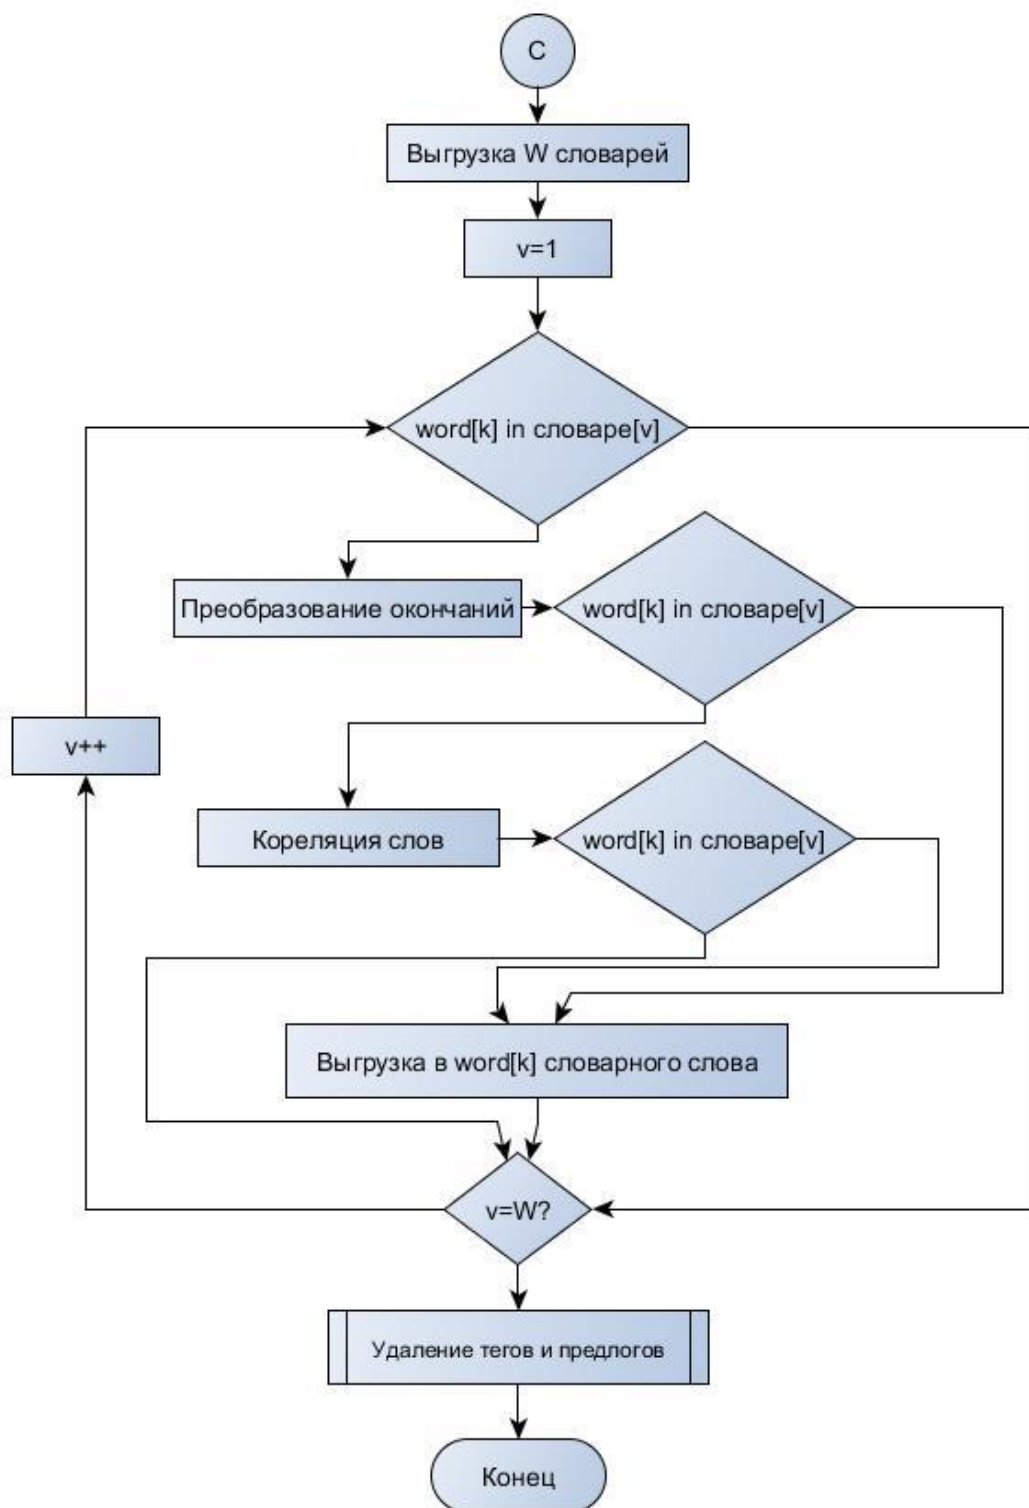 C
Выгрузка W словарей
v=1
word[k] in словаре[v]
Преобразование окончаний
word[k] in словаре[v]
v++
Кореляция слов
word[k] in словаре[v]
Выгрузка в word[k] словарного слова
v=W?
Удаление тегов и предлогов
Конец